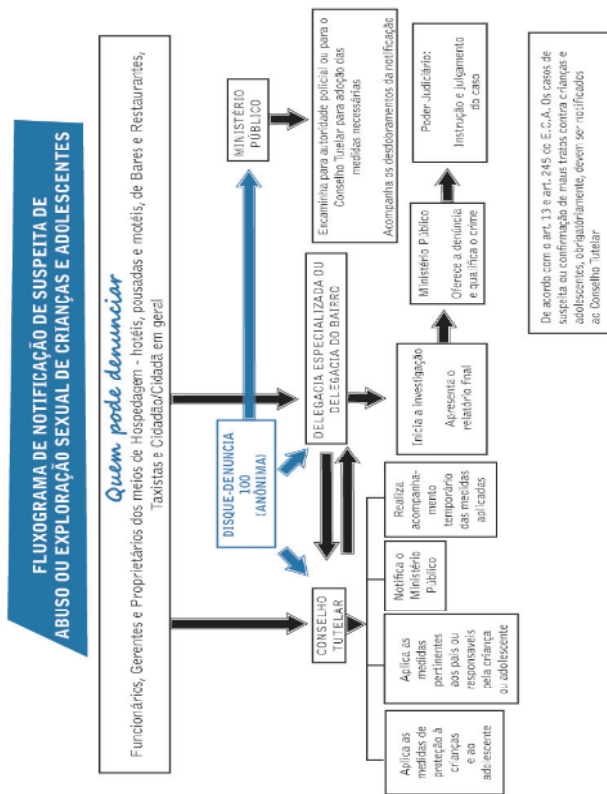 FLUXOGRAMA DE NOTIFICAÇÃO DE SUSPEITA DE
ABUSO OU EXPLORAÇÃO SEXUAL DE CRIANÇAS E ADOLESCENTES
Quem pode denunciar
Funcionários, Gerentes e Proprietários dos meios de Hospedagem - hotéis, pousadas e motéis, de Bares e Restaurantes,
Taxistas e Cidadão/Cidadã em geral
DISQUE-DENUNCIA
100
(ANÔNIMA)
MINISTÉRIO
PÚBLICO
CONSELHO
TUTELAR
DELEGACIA ESPECIALIZADA OU
DELEGACIA DO BAIRRO
Encaminha para autoridade policial ou para o
Conselho Tutelar para adoção das
medidas necessárias
Acompanha os desdobramentos da notificação
Aplica as
medidas de
proteção à
crianças
e ao
adolescente
Aplica as
medidas
pertinentes
aos pais ou
responsaveis
pela criança
ou adolescente
Notifica o
Ministério
Público
Realiza
acompanha-
mento
temporário
das medidas
aplicadas
Inicia a investigação
Apresenta o
relatório final
Ministério Público
Oferece a denúncia
e qualifica o crime
Poder Judiciário:
Instrução e julgamento
do caso
De acordo com o art. 13 e art. 245 do E.C.A. Os casos de
suspeita ou confirmação de maus tratos contra crianças e
adolescentes, obrigatóriamente, devem ser notificados
ao Conselho Tutelar